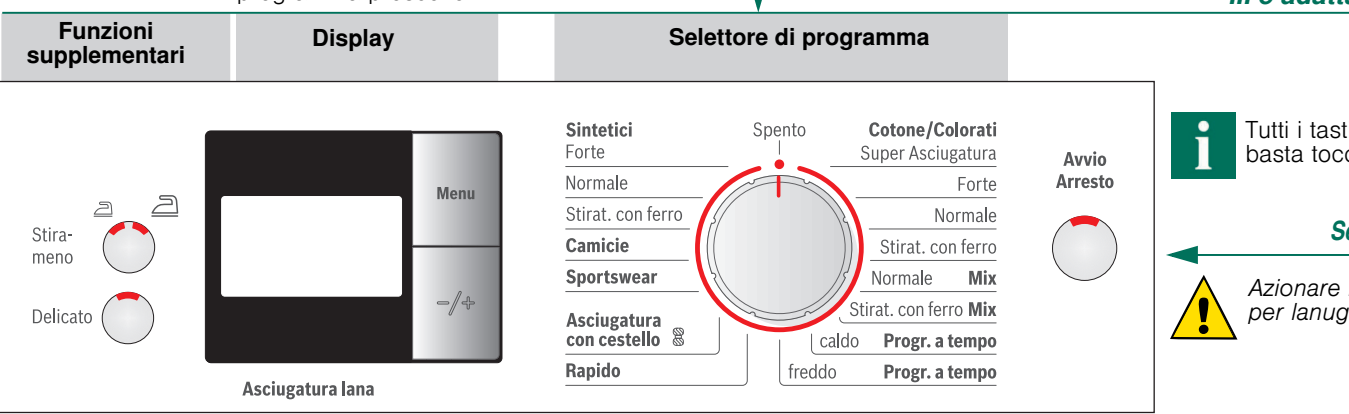 Funzioni
supplementari
Display
Selettore di programma
Stira-
meno
Delicato
Menu
-/+
Asciugatura lana
Sintetici
Forte
Normale
Stirat. con ferro
Camicie
Sportswear
Asciugatura
con cestello
Rapido
Spento
Cotone/Colorati
Super Asciugatura
Forte
Normale
Stirat. con ferro
Normale Mix
Stirat. con ferro Mix
caldo Progr. a tempo
freddo Progr. a tempo
Avvio
Arresto
i
Tutti i tast
basta tocc
Azionare
per lanug